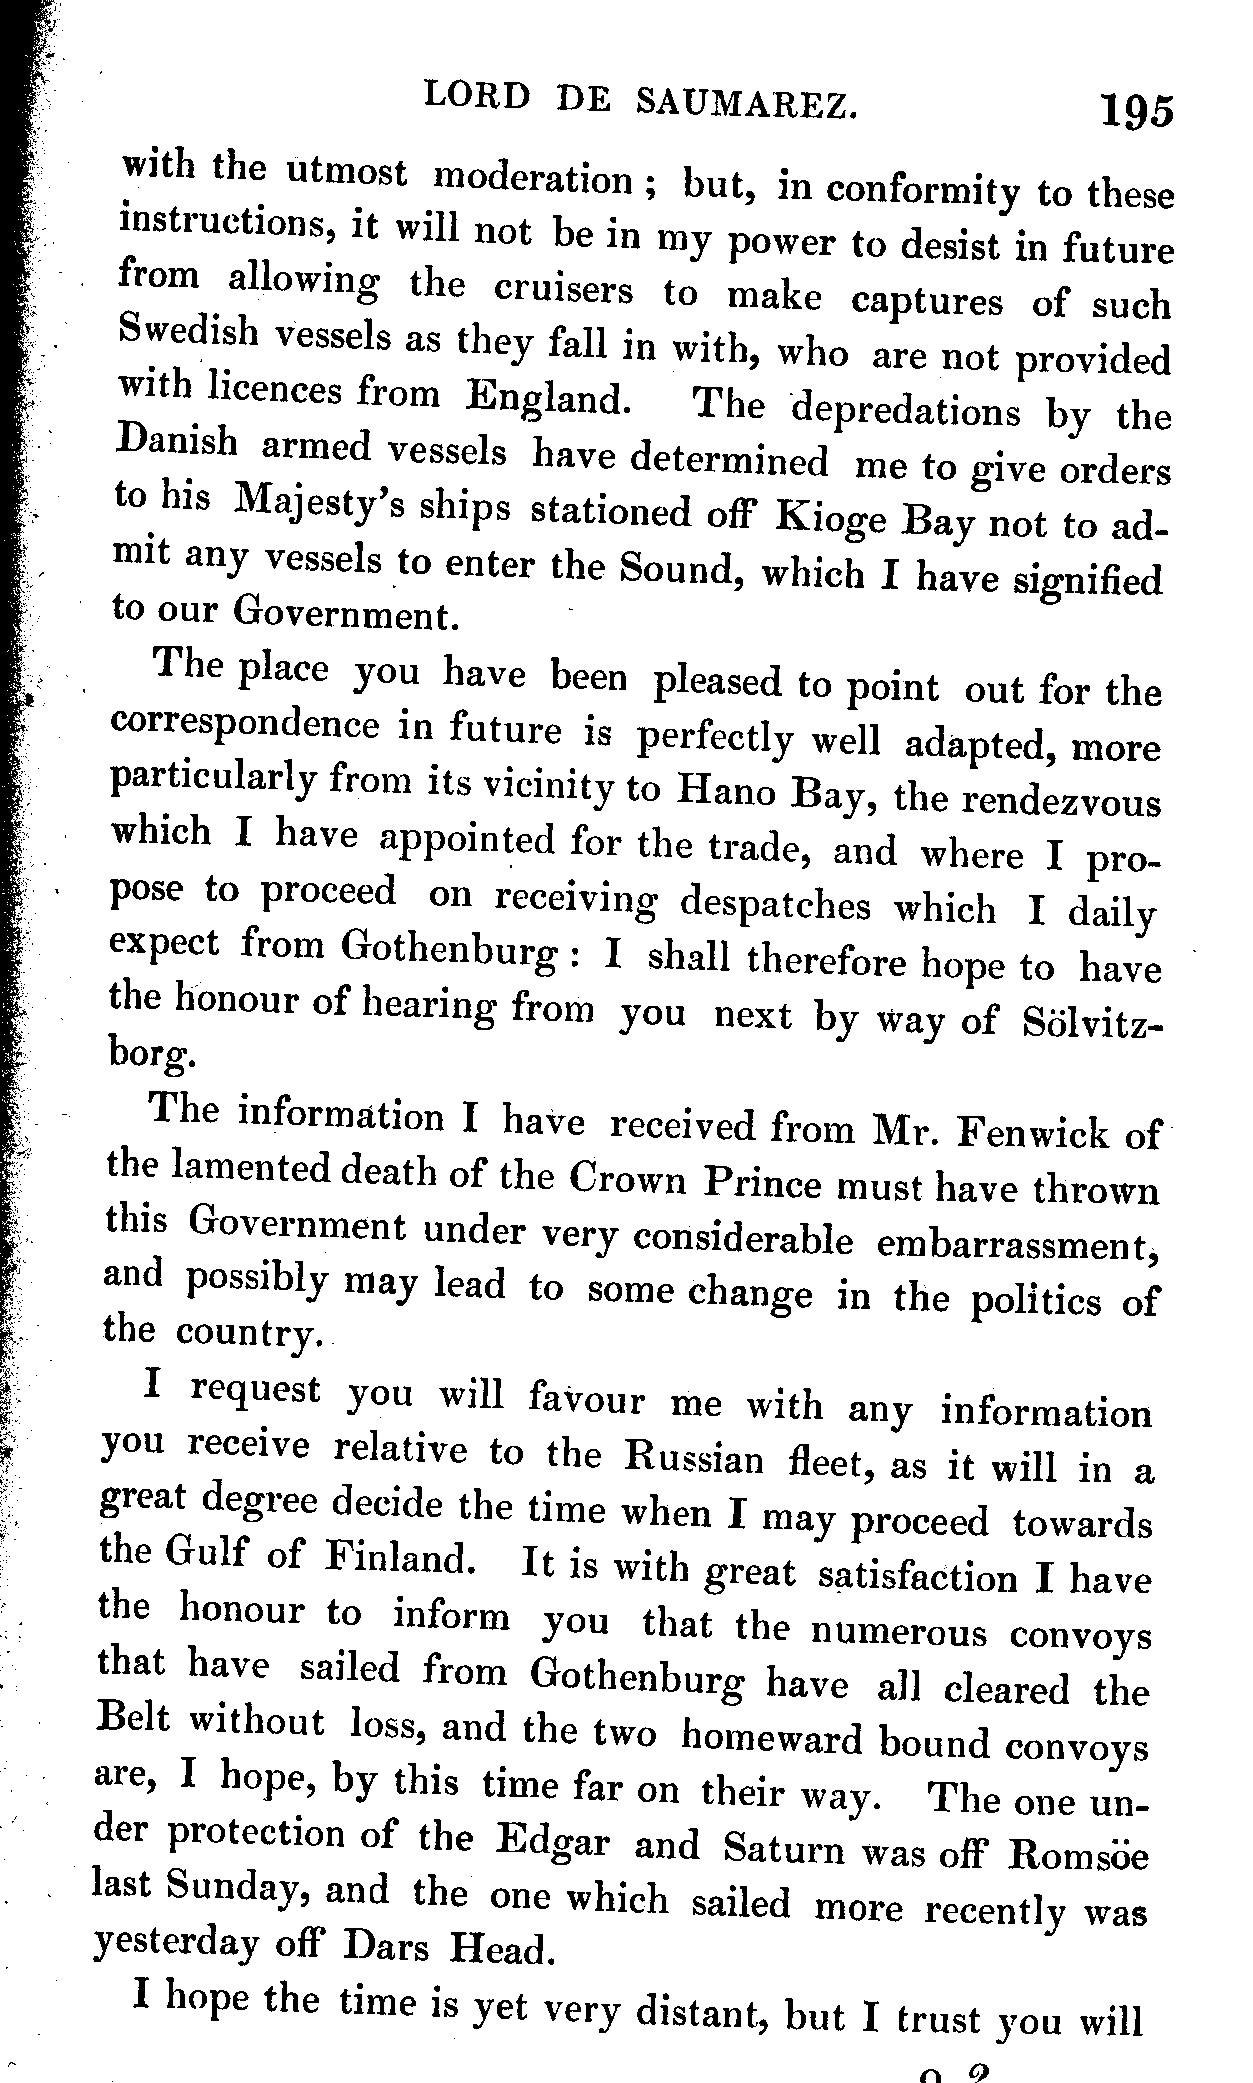 LORD DE SAUMAREZ. 195
with the utmost moderation ; but, in conformity to these
instructions, it will not be in my power to desist in future
from allowing the cruisers to make captures of such
Swedish vessels as they fall in with, who are not provided
with licences from England. The depredations by the
Danish armed vessels have determined me to give orders
to his Majesty's ships stationed off Kioge Bay not to ad-
mit any vessels to enter the Sound, which I have signified
to our Government.
The place you have been pleased to point out for the
correspondence in future is perfectly well adapted, more
particularly from its vicinity to Hano Bay, the rendezvous
which I have appointed for the trade, and where I pro-
pose to proceed on receiving despatches which I daily
expect from Gothenburg : I shall therefore hope to have
the honour of hearing from you next by way of Sölvitz-
borg.
The information I have received from Mr. Fenwick of
the lamented death of the Crown Prince must have thrown
this Government under very considerable embarrassment,
and possibly may lead to some change in the politics of
the country.
I request you will favour me with any information
you receive relative to the Russian fleet, as it will in a
great degree decide the time when I may proceed towards
the Gulf of Finland. It is with great satisfaction I have
the honour to inform you that the numerous convoys
that have sailed from Gothenburg have all cleared the
Belt without loss, and the two homeward bound convoys
are, I hope, by this time far on their way. The one un-
der protection of the Edgar and Saturn was off Romsöe
last Sunday, and the one which sailed more recently was
yesterday off Dars Head.
I hope the time is yet very distant, but I trust you will